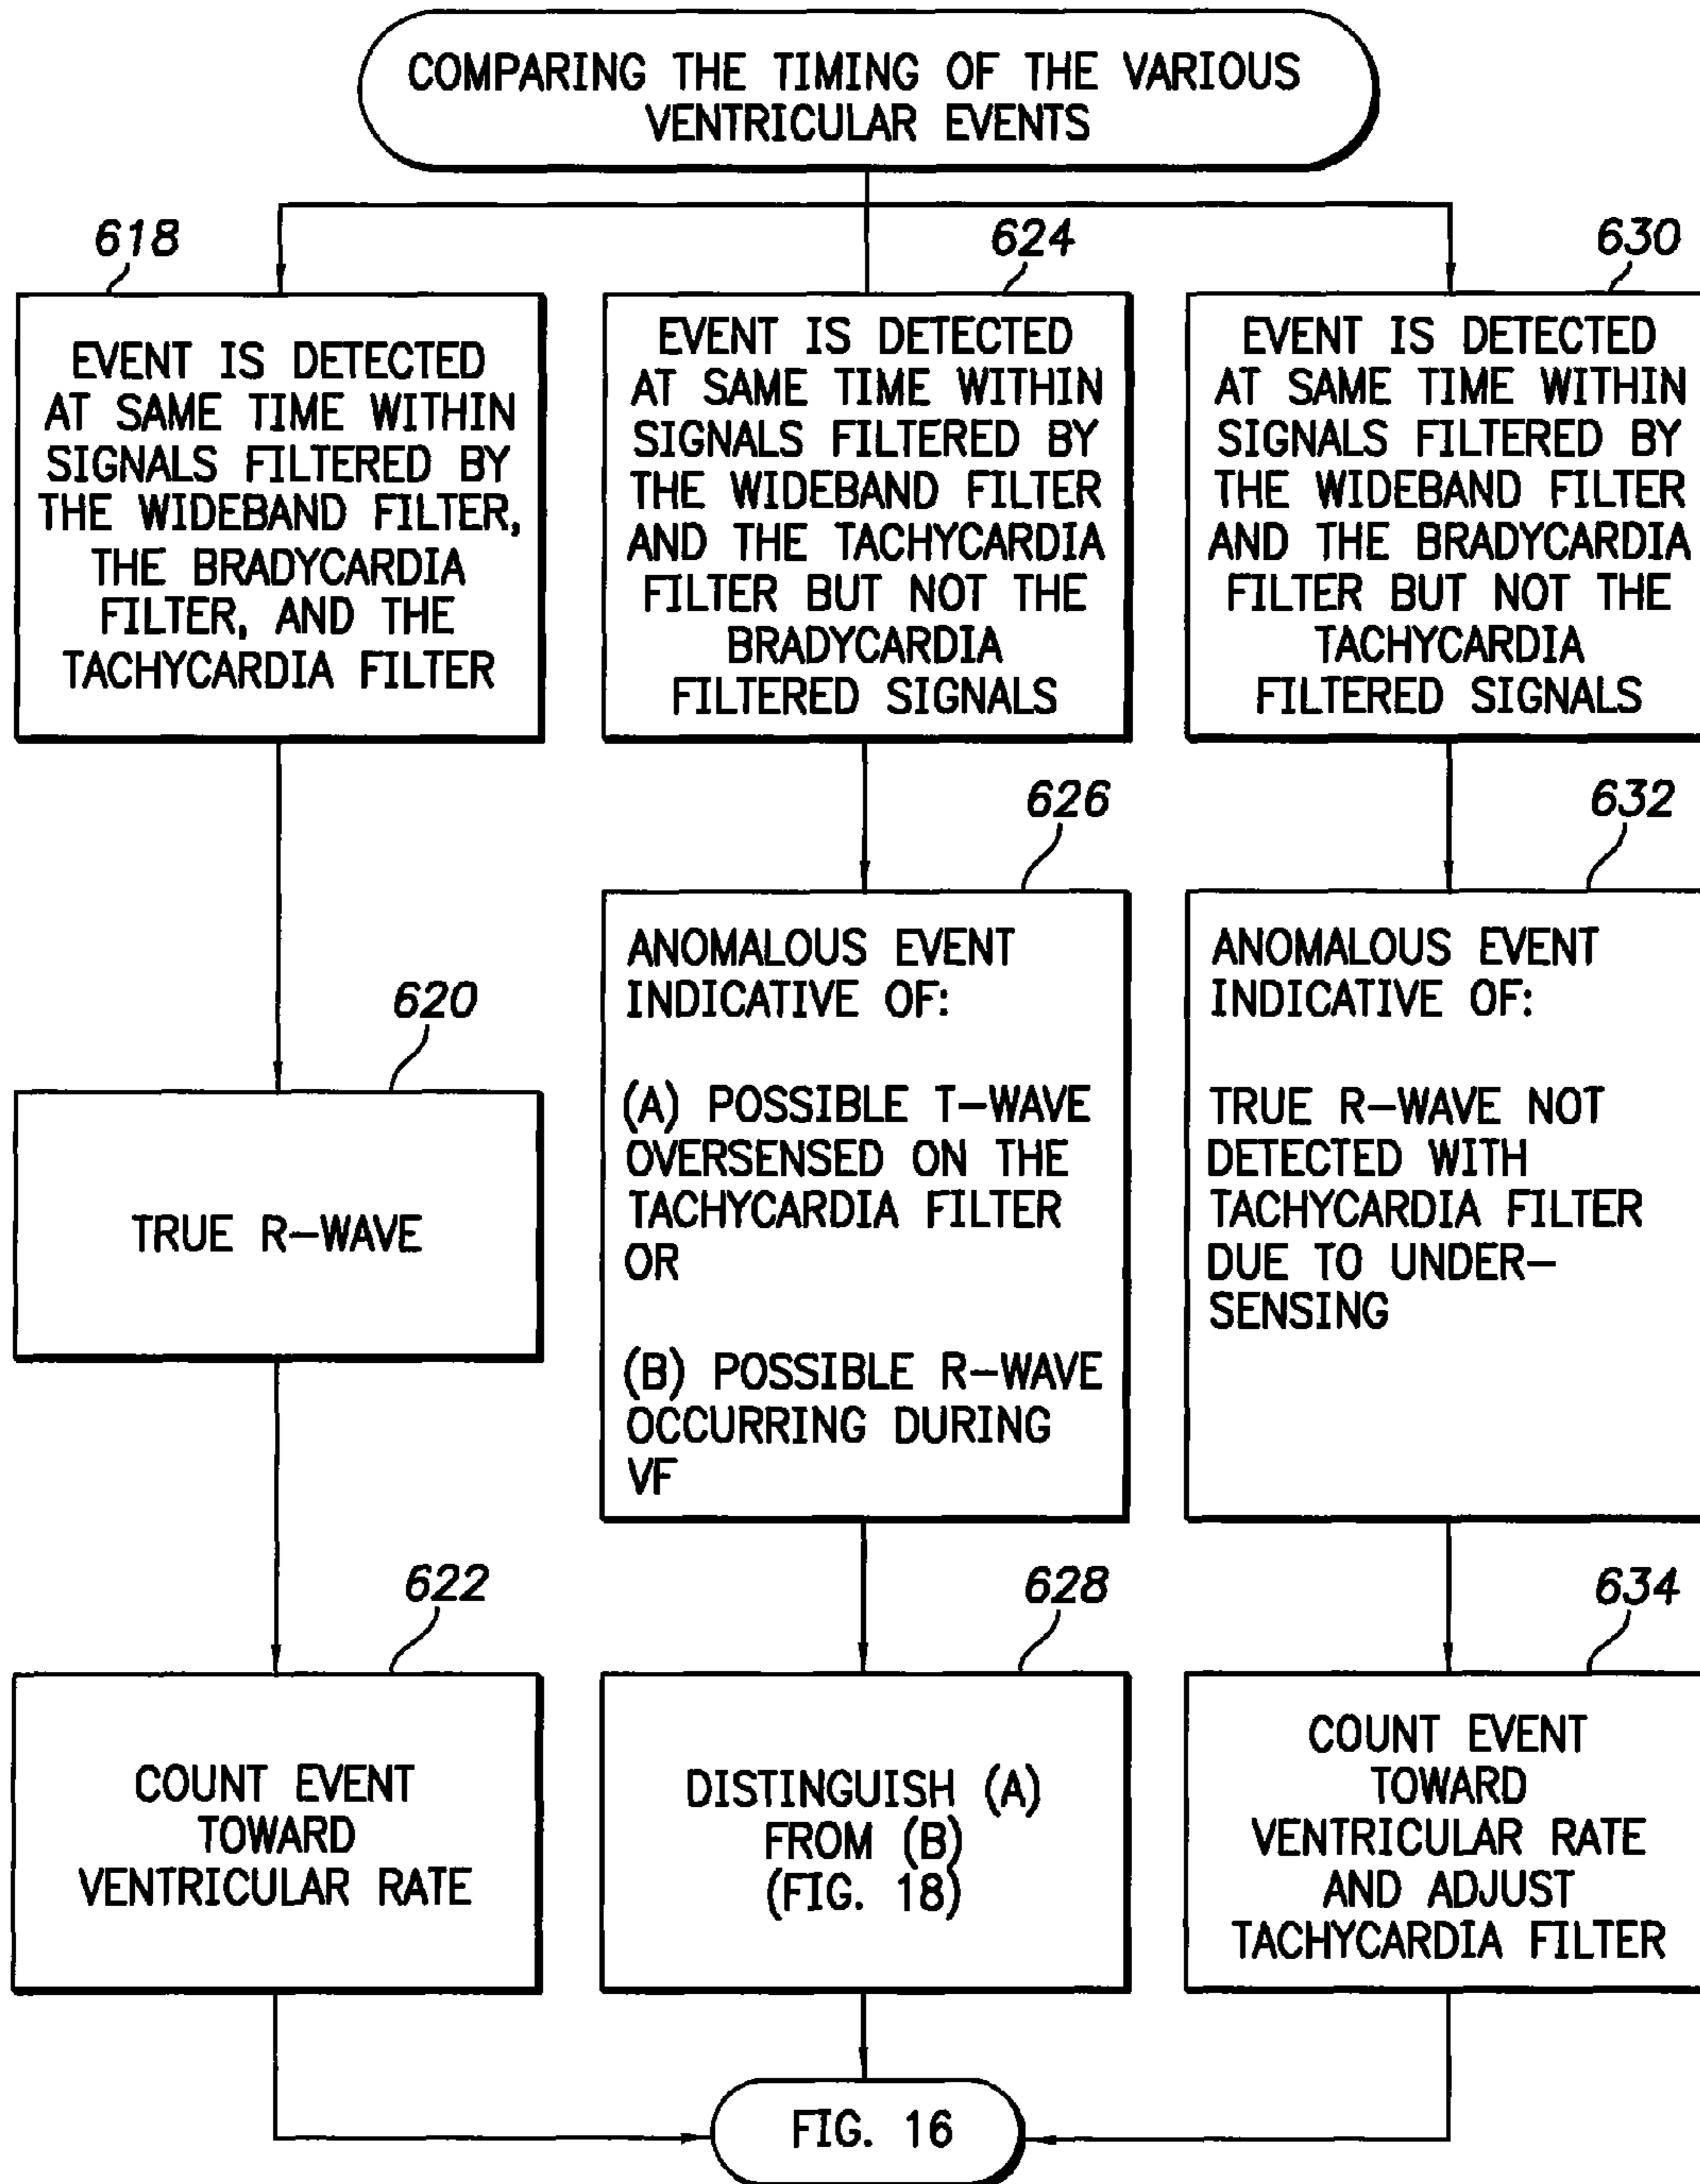 COMPARING THE TIMING OF THE VARIOUS
VENTRICULAR EVENTS
618
EVENT IS DETECTED
AT SAME TIME WITHIN
SIGNALS FILTERED BY
THE WIDEBAND FILTER,
THE BRADYCARDIA
FILTER, AND THE
TACHYCARDIA FILTER
620
TRUE R-WAVE
622
COUNT EVENT
TOWARD
VENTRICULAR RATE
624
EVENT IS DETECTED
AT SAME TIME WITHIN
SIGNALS FILTERED BY
THE WIDEBAND FILTER
AND THE TACHYCARDIA
FILTER BUT NOT THE
BRADYCARDIA
FILTERED SIGNALS
626
ANOMALOUS EVENT
INDICATIVE OF:
(A) POSSIBLE T-WAVE
OVERSENSED ON THE
TACHYCARDIA FILTER
OR
(B) POSSIBLE R-WAVE
OCCURRING DURING
VF
628
DISTINGUISH (A)
FROM (B)
(FIG. 18)
630
EVENT IS DETECTED
AT SAME TIME WITHIN
SIGNALS FILTERED BY
THE WIDEBAND FILTER
AND THE BRADYCARDIA
FILTER BUT NOT THE
TACHYCARDIA
FILTERED SIGNALS
632
ANOMALOUS EVENT
INDICATIVE OF:
TRUE R-WAVE NOT
DETECTED WITH
TACHYCARDIA FILTER
DUE TO UNDER-
SENSING
634
COUNT EVENT
TOWARD
VENTRICULAR RATE
AND ADJUST
TACHYCARDIA FILTER
FIG. 16